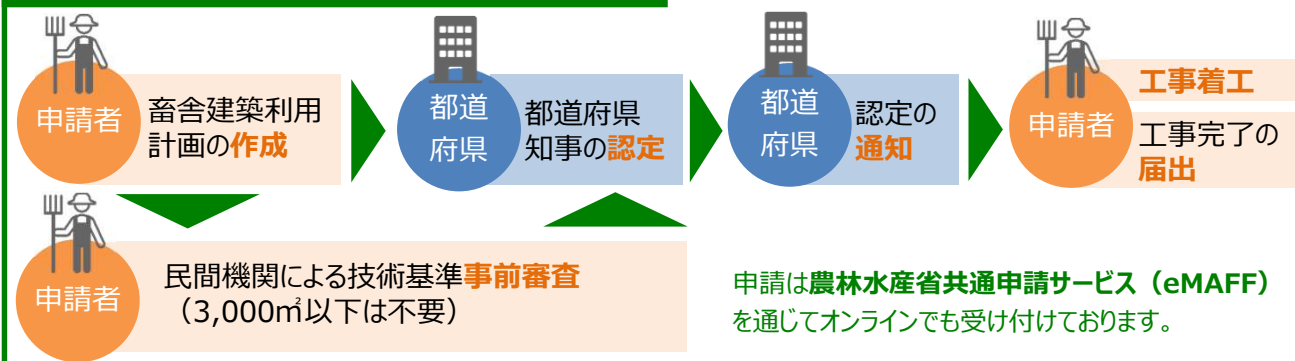 申請者
畜舎建築利用
計画の作成
都道
府県
都道府県
知事の認定
都道
府県
認定の
通知
申請者
工事着工
工事完了の
届出
申請者
民間機関による技術基準事前審査
（3,000㎡以下は不要）
申請は農林水産省共通申請サービス（eMAFF）
を通じてオンラインでも受け付けております。